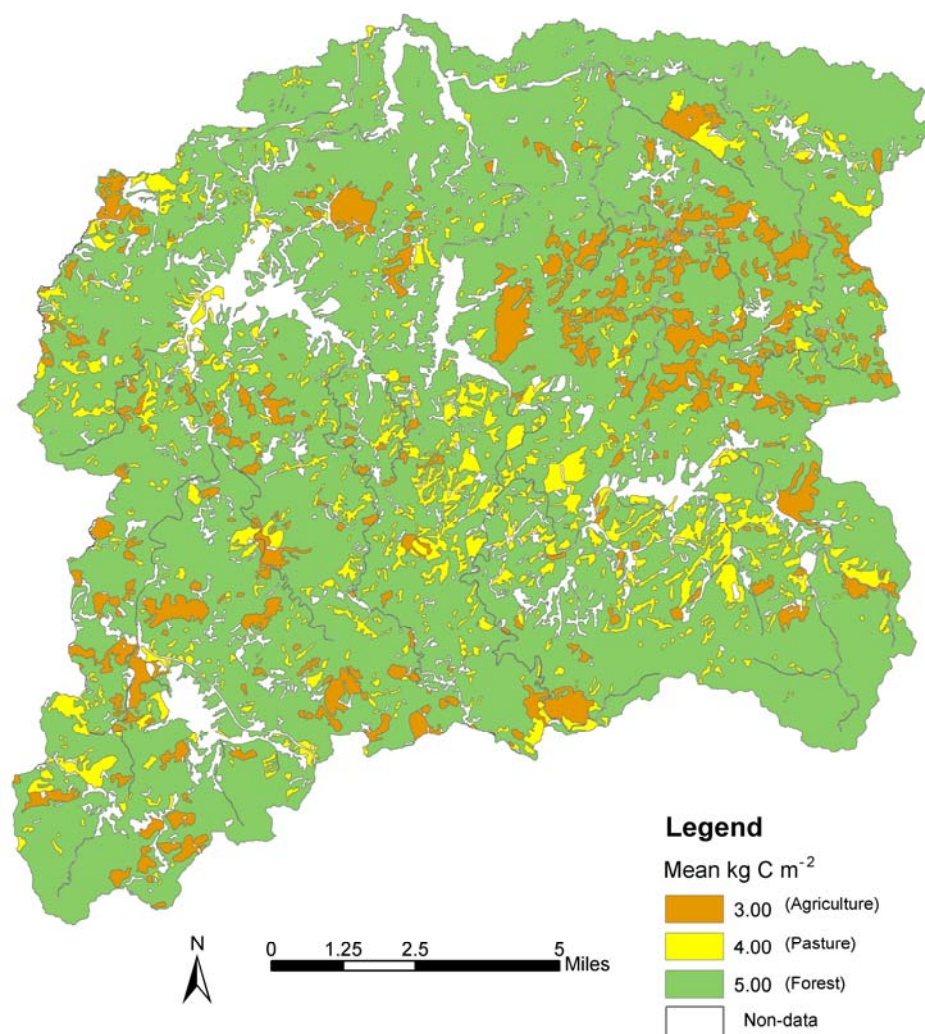 Legend
Mean kg C m⁻²
3.00 (Agriculture)
4.00 (Pasture)
5.00 (Forest)
Non-data
N
0 1.25 2.5 5
Miles